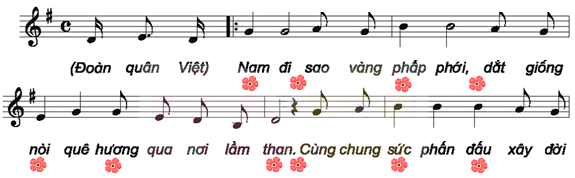 (Đoàn quân Việt) Nam đi sao vàng phấp phới, dắt giống
nòi quê hương qua nơi lầm than. Cùng chung sức phấn đấu xây đời